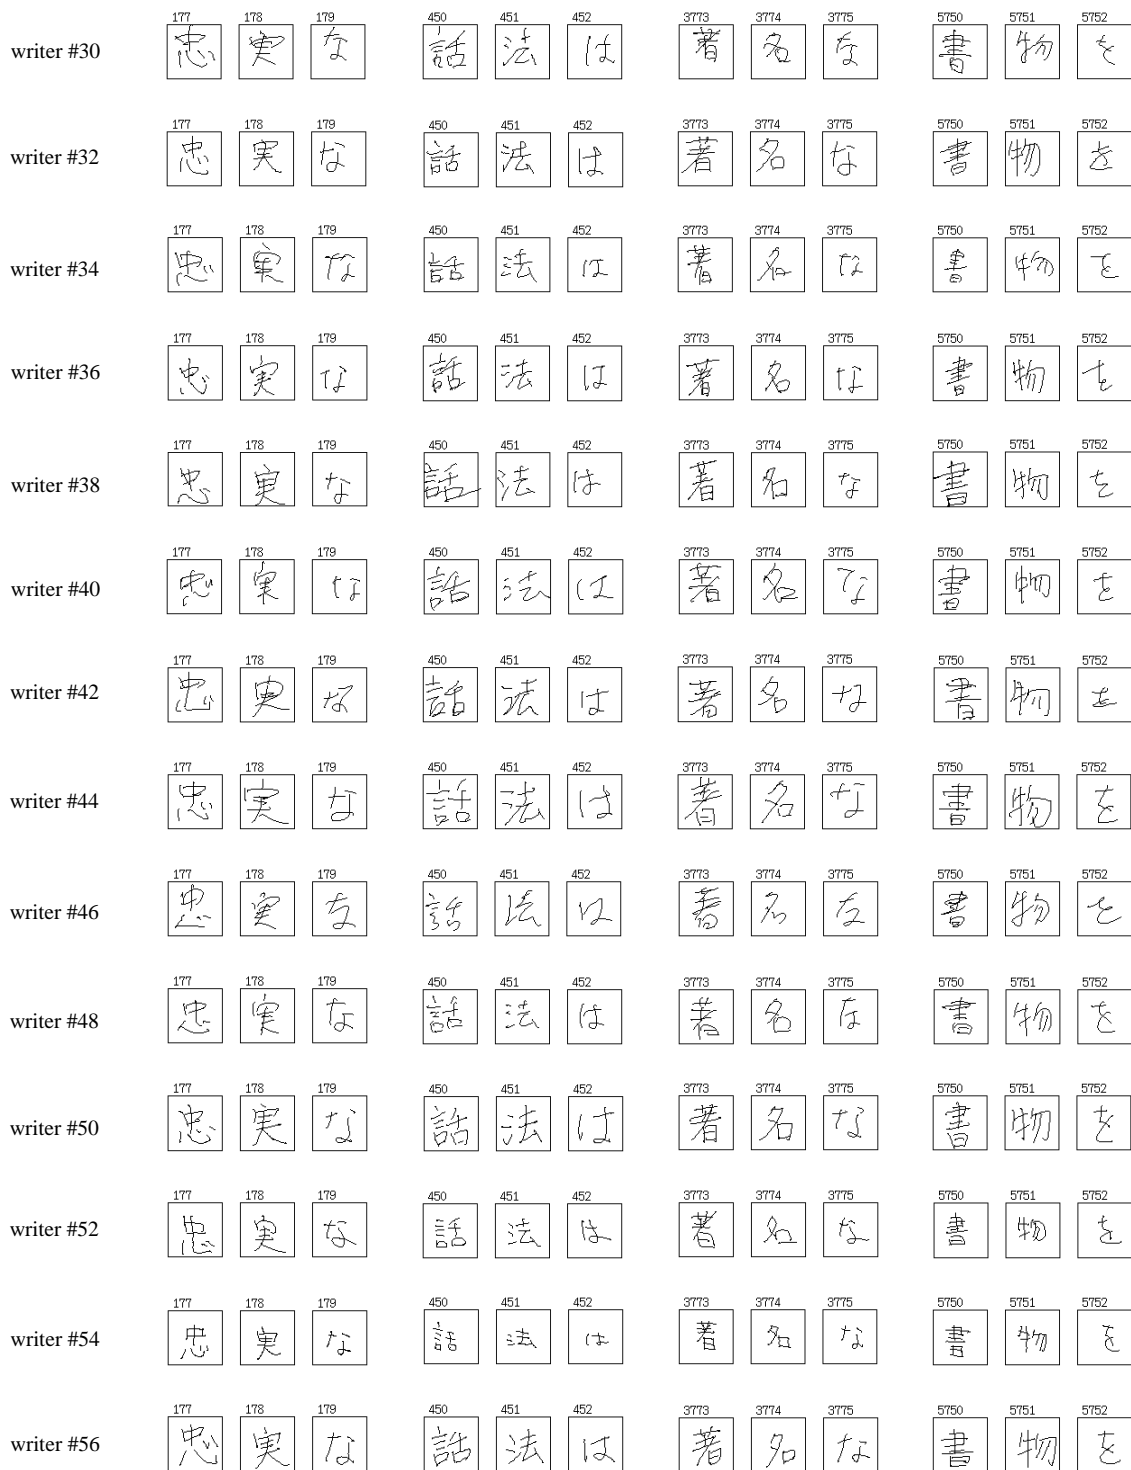 177 178 179 450 451 452 3773 3774 3775 5750 5751 5752
writer #30 忠 実 な 話 法 は 著 名 な 書 物 を
177 178 179 450 451 452 3773 3774 3775 5750 5751 5752
writer #32 忠 実 な 話 法 は 著 名 な 書 物 を
177 178 179 450 451 452 3773 3774 3775 5750 5751 5752
writer #34 忠 実 な 話 法 は 著 名 な 書 物 を
177 178 179 450 451 452 3773 3774 3775 5750 5751 5752
writer #36 忠 実 な 話 法 は 著 名 な 書 物 を
177 178 179 450 451 452 3773 3774 3775 5750 5751 5752
writer #38 忠 実 な 話 法 は 著 名 な 書 物 を
177 178 179 450 451 452 3773 3774 3775 5750 5751 5752
writer #40 忠 実 な 話 法 は 著 名 な 書 物 を
177 178 179 450 451 452 3773 3774 3775 5750 5751 5752
writer #42 忠 実 な 話 法 は 著 名 な 書 物 を
177 178 179 450 451 452 3773 3774 3775 5750 5751 5752
writer #44 忠 実 な 話 法 は 著 名 な 書 物 を
177 178 179 450 451 452 3773 3774 3775 5750 5751 5752
writer #46 忠 実 な 話 法 は 著 名 な 書 物 を
177 178 179 450 451 452 3773 3774 3775 5750 5751 5752
writer #48 忠 実 な 話 法 は 著 名 な 書 物 を
177 178 179 450 451 452 3773 3774 3775 5750 5751 5752
writer #50 忠 実 な 話 法 は 著 名 な 書 物 を
177 178 179 450 451 452 3773 3774 3775 5750 5751 5752
writer #52 忠 実 な 話 法 は 著 名 な 書 物 を
177 178 179 450 451 452 3773 3774 3775 5750 5751 5752
writer #54 忠 実 な 話 法 は 著 名 な 書 物 を
177 178 179 450 451 452 3773 3774 3775 5750 5751 5752
writer #56 忠 実 な 話 法 は 著 名 な 書 物 を